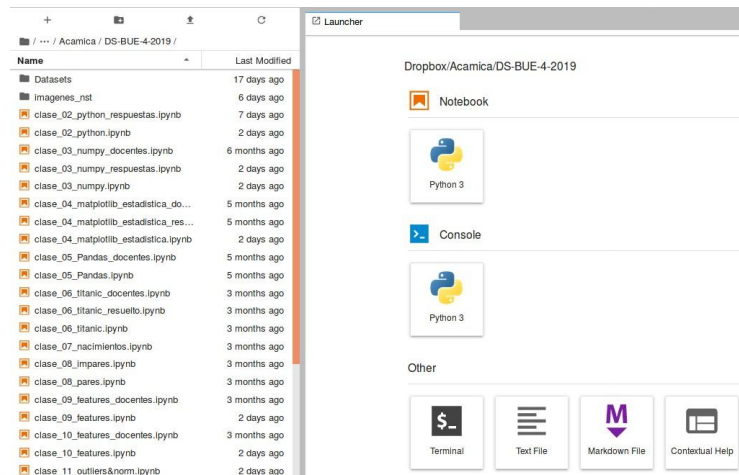 Launcher
/ ··· / Acamica / DS-BUE-4-2019 /
Name Last Modified
Datasets 17 days ago
imagenes_nst 6 days ago
clase_02_python_respuestas.ipynb 7 days ago
clase_02_python.ipynb 2 days ago
clase_03_numpy_docentes.ipynb 6 months ago
clase_03_numpy_respuestas.ipynb 2 days ago
clase_03_numpy.ipynb 2 days ago
clase_04_matplotlib_estadistica_do... 5 months ago
clase_04_matplotlib_estadistica_res... 5 months ago
clase_04_matplotlib_estadistica.ipynb 2 days ago
clase_05_Pandas_docentes.ipynb 5 months ago
clase_05_Pandas.ipynb 5 months ago
clase_06_titanic_docentes.ipynb 3 months ago
clase_06_titanic_resuelto.ipynb 3 months ago
clase_06_titanic.ipynb 3 months ago
clase_07_nacimientos.ipynb 3 months ago
clase_08_impares.ipynb 3 months ago
clase_08_pares.ipynb 3 months ago
clase_09_features_docentes.ipynb 3 months ago
clase_09_features.ipynb 2 days ago
clase_10_features_docentes.ipynb 3 months ago
clase_10_features.ipynb 2 days ago
clase_11_outliers&norm.ipynb 2 days ago
Dropbox/Acamica/DS-BUE-4-2019
Notebook
Python 3
Console
Python 3
Other
$_
M
Terminal Text File Markdown File Contextual Help